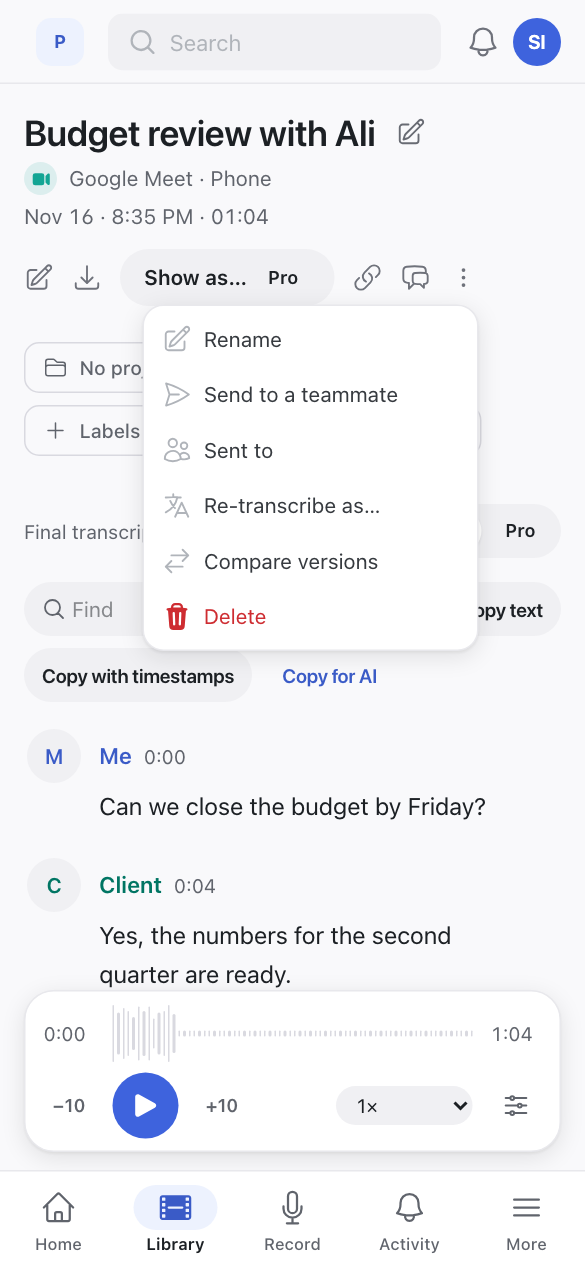 P
Search
SI
Budget review with Ali
Google Meet · Phone
Nov 16 · 8:35 PM · 01:04
Show as... Pro
Rename
No proj
Send to a teammate
Labels
Sent to
Re-transcribe as...
Final transcri
Pro
Compare versions
Find
Delete
opy text
Copy with timestamps
Copy for AI
M
Me 0:00
Can we close the budget by Friday?
C
Client 0:04
Yes, the numbers for the second
quarter are ready.
0:00
1:04
−10
+10
1×
Home
Library
Record
Activity
More